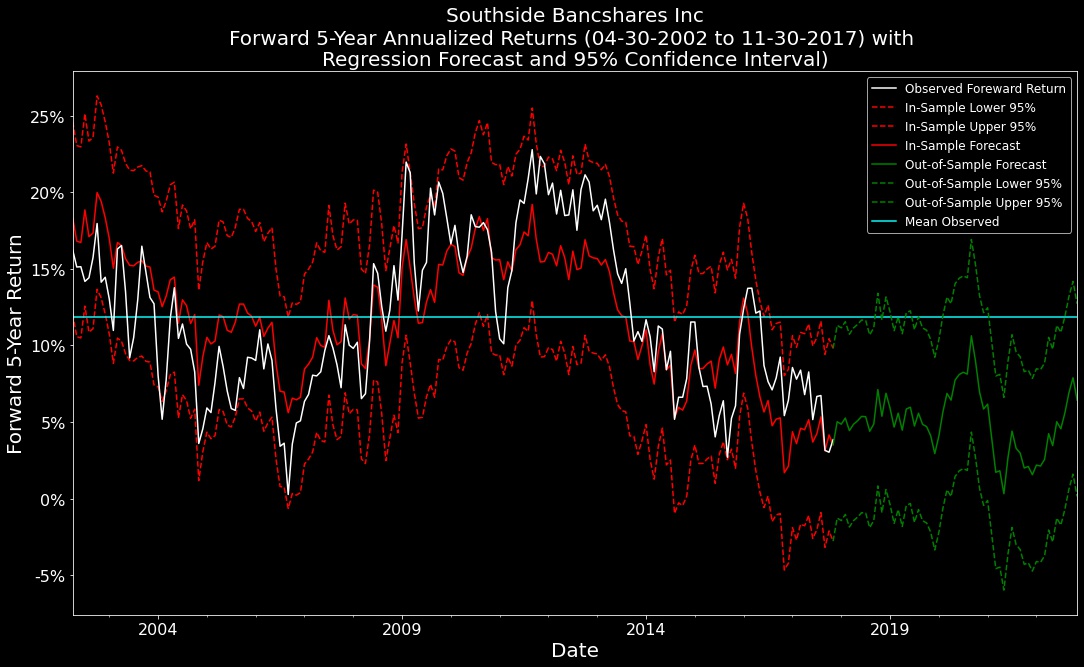 Southside Bancshares Inc
Forward 5-Year Annualized Returns (04-30-2002 to 11-30-2017) with
Regression Forecast and 95% Confidence Interval)
Observed Foreward Return
In-Sample Lower 95%
In-Sample Upper 95%
In-Sample Forecast
Out-of-Sample Forecast
Out-of-Sample Lower 95%
Out-of-Sample Upper 95%
Mean Observed
Forward 5-Year Return
25%
20%
15%
10%
5%
0%
-5%
2004
2009
2014
2019
Date